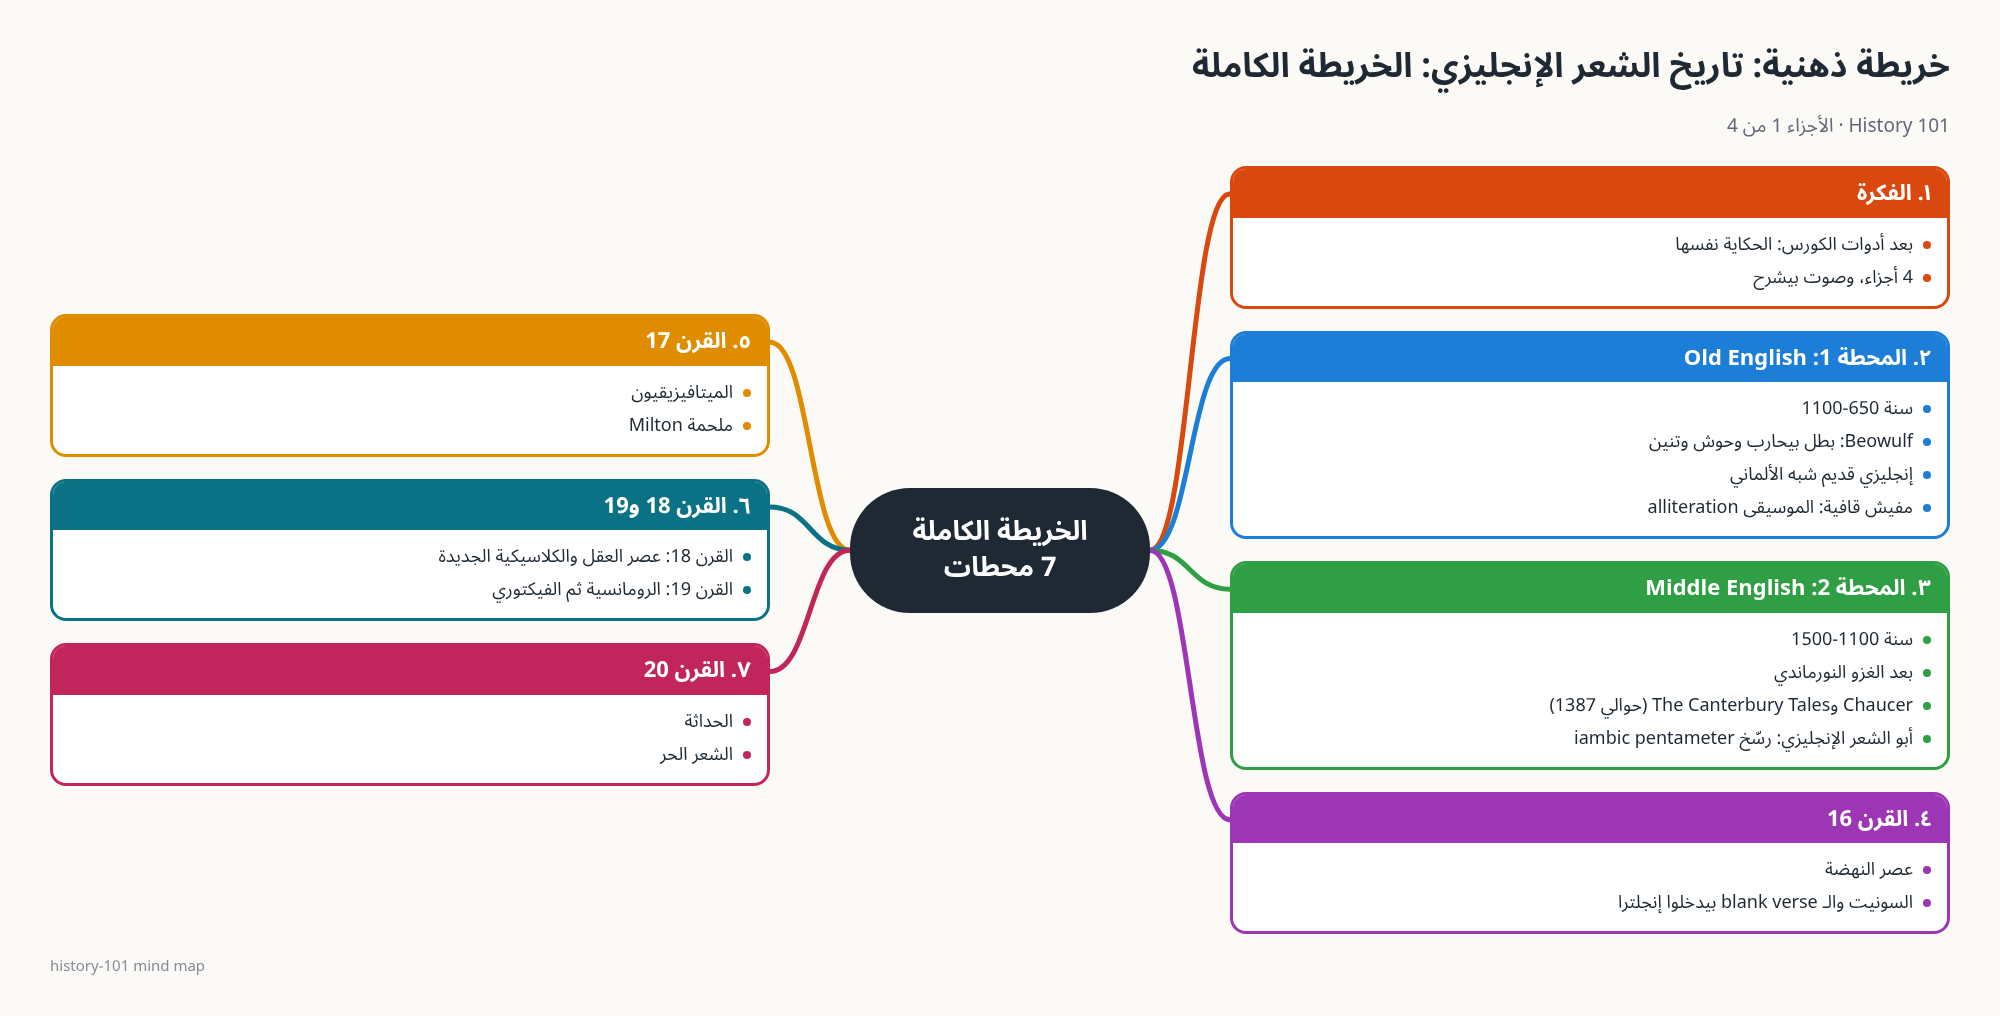 خريطة ذهنية: تاريخ الشعر الإنجليزي: الخريطة الكاملة
History 101 · الأجزاء 1 من 4
١. الفكرة
بعد أدوات الكورس: الحكاية نفسها
4 أجزاء، وصوت بيشرح
٢. المحطة 1: Old English
سنة 650-1100
Beowulf: بطل بيحارب وحوش وتنين
إنجليزي قديم شبه الألماني
مفيش قافية: الموسيقى alliteration
٣. المحطة 2: Middle English
سنة 1100-1500
بعد الغزو النورماندي
Chaucer وThe Canterbury Tales (حوالي 1387)
أبو الشعر الإنجليزي: رسّخ iambic pentameter
٤. القرن 16
عصر النهضة
السونيت والـ blank verse بيدخلوا إنجلترا
الخريطة الكاملة
7 محطات
٥. القرن 17
الميتافيزيقيون
ملحمة Milton
٦. القرن 18 و19
القرن 18: عصر العقل والكلاسيكية الجديدة
القرن 19: الرومانسية ثم الفيكتوري
٧. القرن 20
الحداثة
الشعر الحر
history-101 mind map